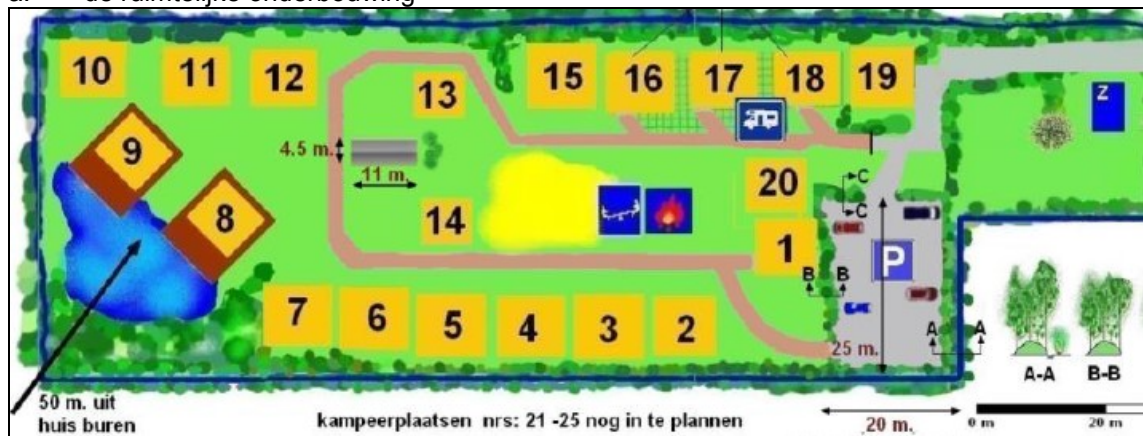 de ruimtelijke onderbouwing
10 11 12 15 16 17 18 19
13
Z
9
4.5 m.
11 m.
20
C
C
8
14
1
P
B B
7 6 5 4 3 2
A A
25 m.
A-A B-B
50 m. uit
huis buren
kampeerplaatsen nrs: 21 -25 nog in te plannen
20 m.
0 m 20 m